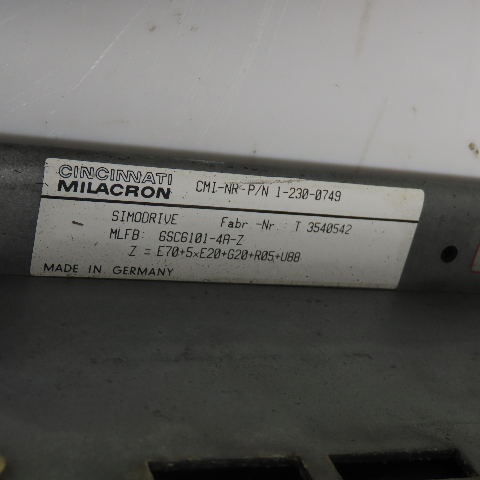 CINCINNATI
MILACRON CMI-NR-P/N 1-230-0749
SIMODRIVE Fabr -Nr. T 3540542
MLFB: 6SC6101-4A-Z
Z = E70+5×E20+G20+R05+U88
MADE IN GERMANY